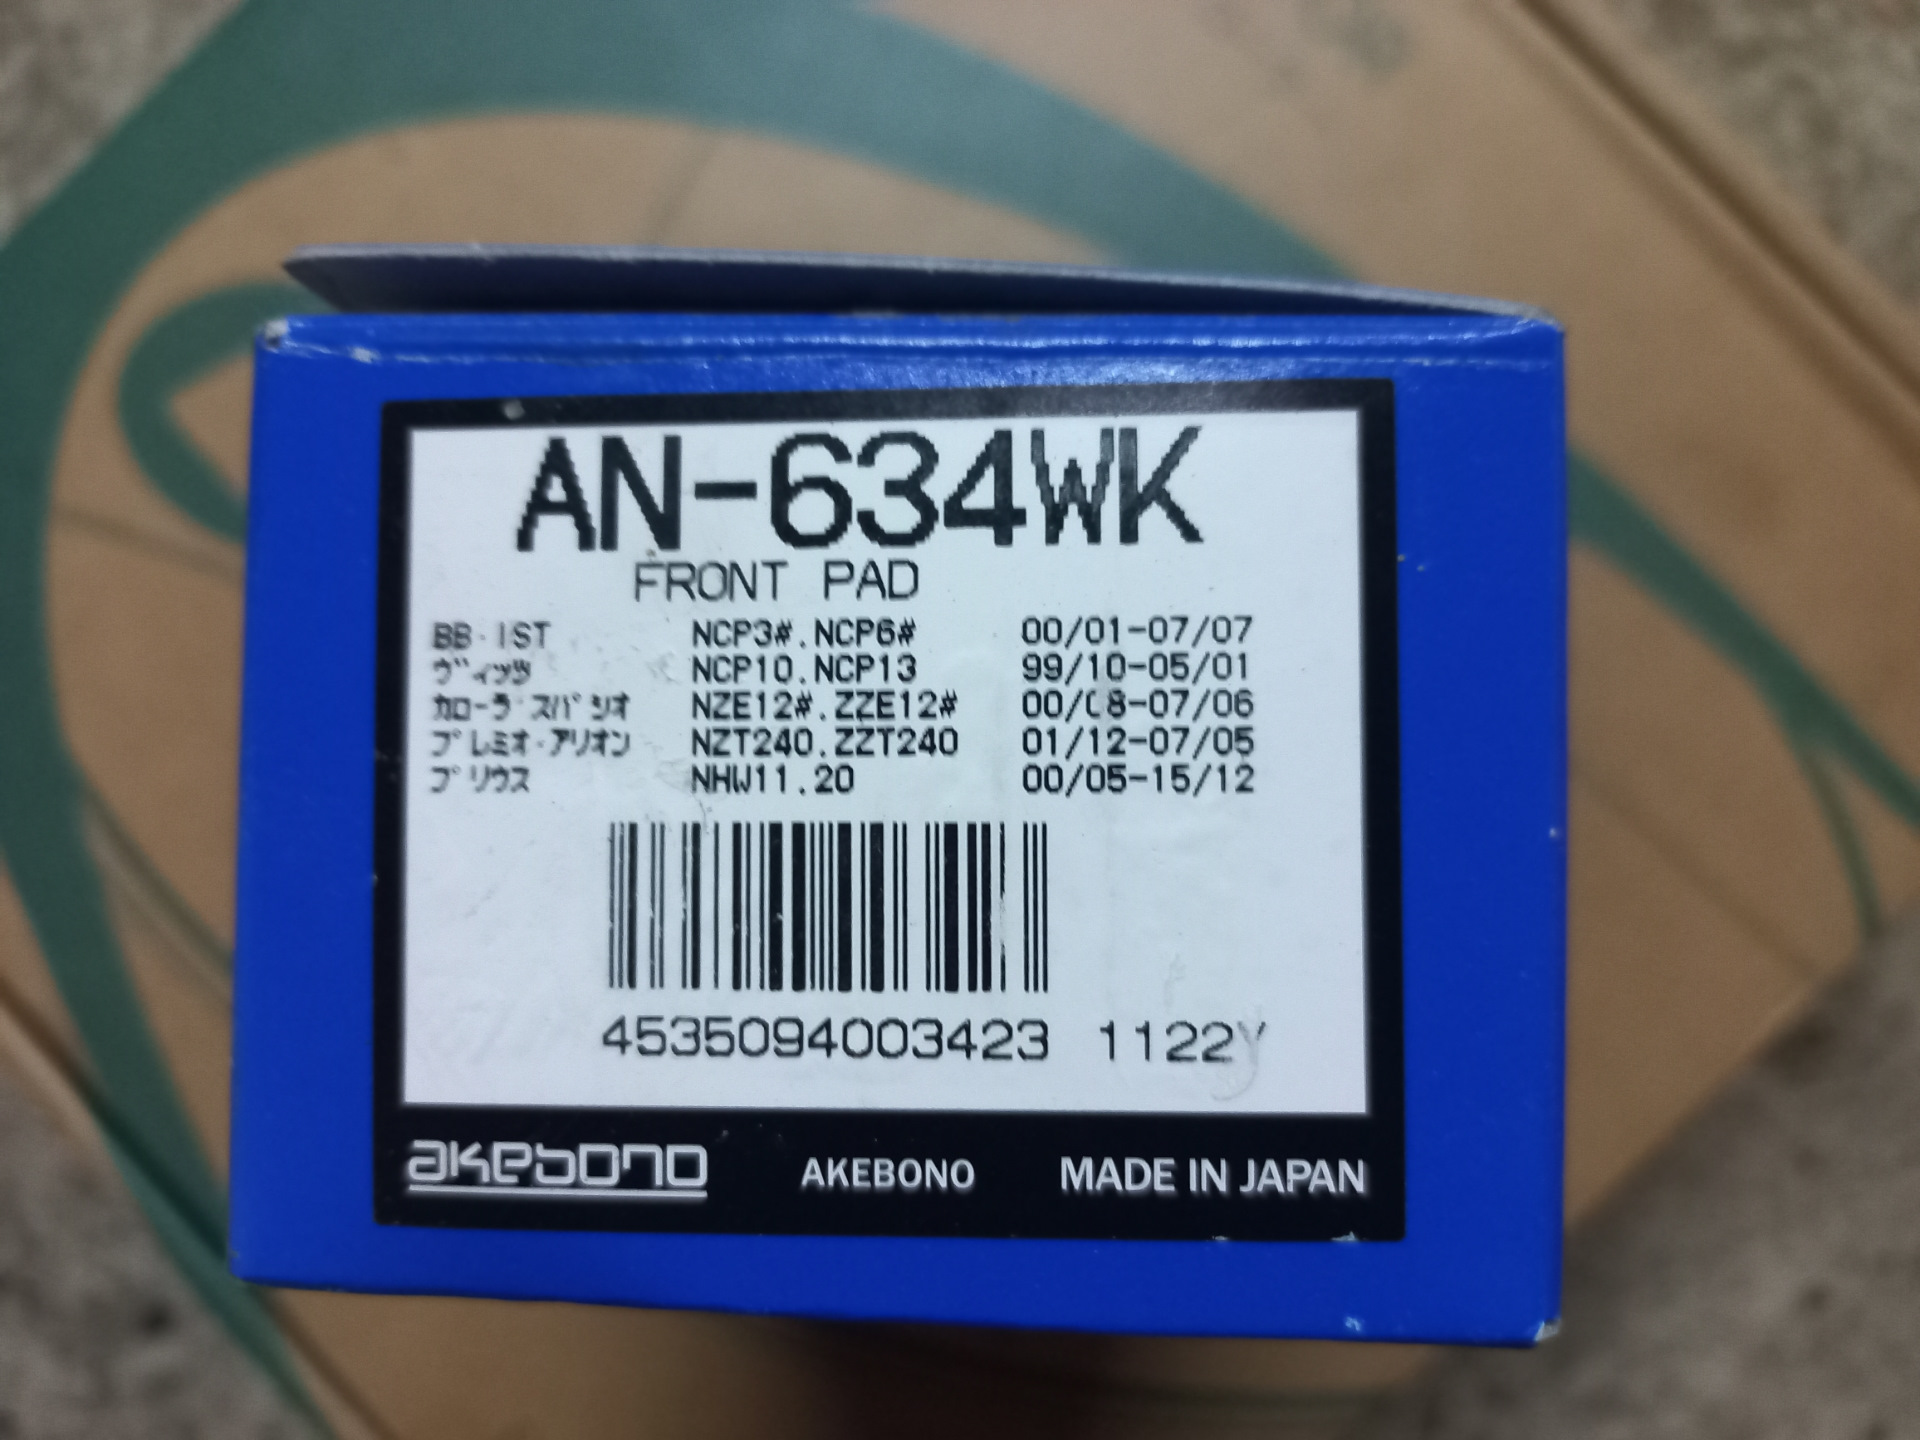 AN-634WK
FRONT PAD
BB・IST NCP3#.NCP6# 00/01-07/07
ヴィッツ NCP10.NCP13 99/10-05/01
カローラ スパシオ NZE12#.ZZE12# 00/08-07/06
プレミオ・アリオン NZT240.ZZT240 01/12-07/05
プリウス NHW11.20 00/05-15/12
4535094003423 1122Y
akebono AKEBONO MADE IN JAPAN